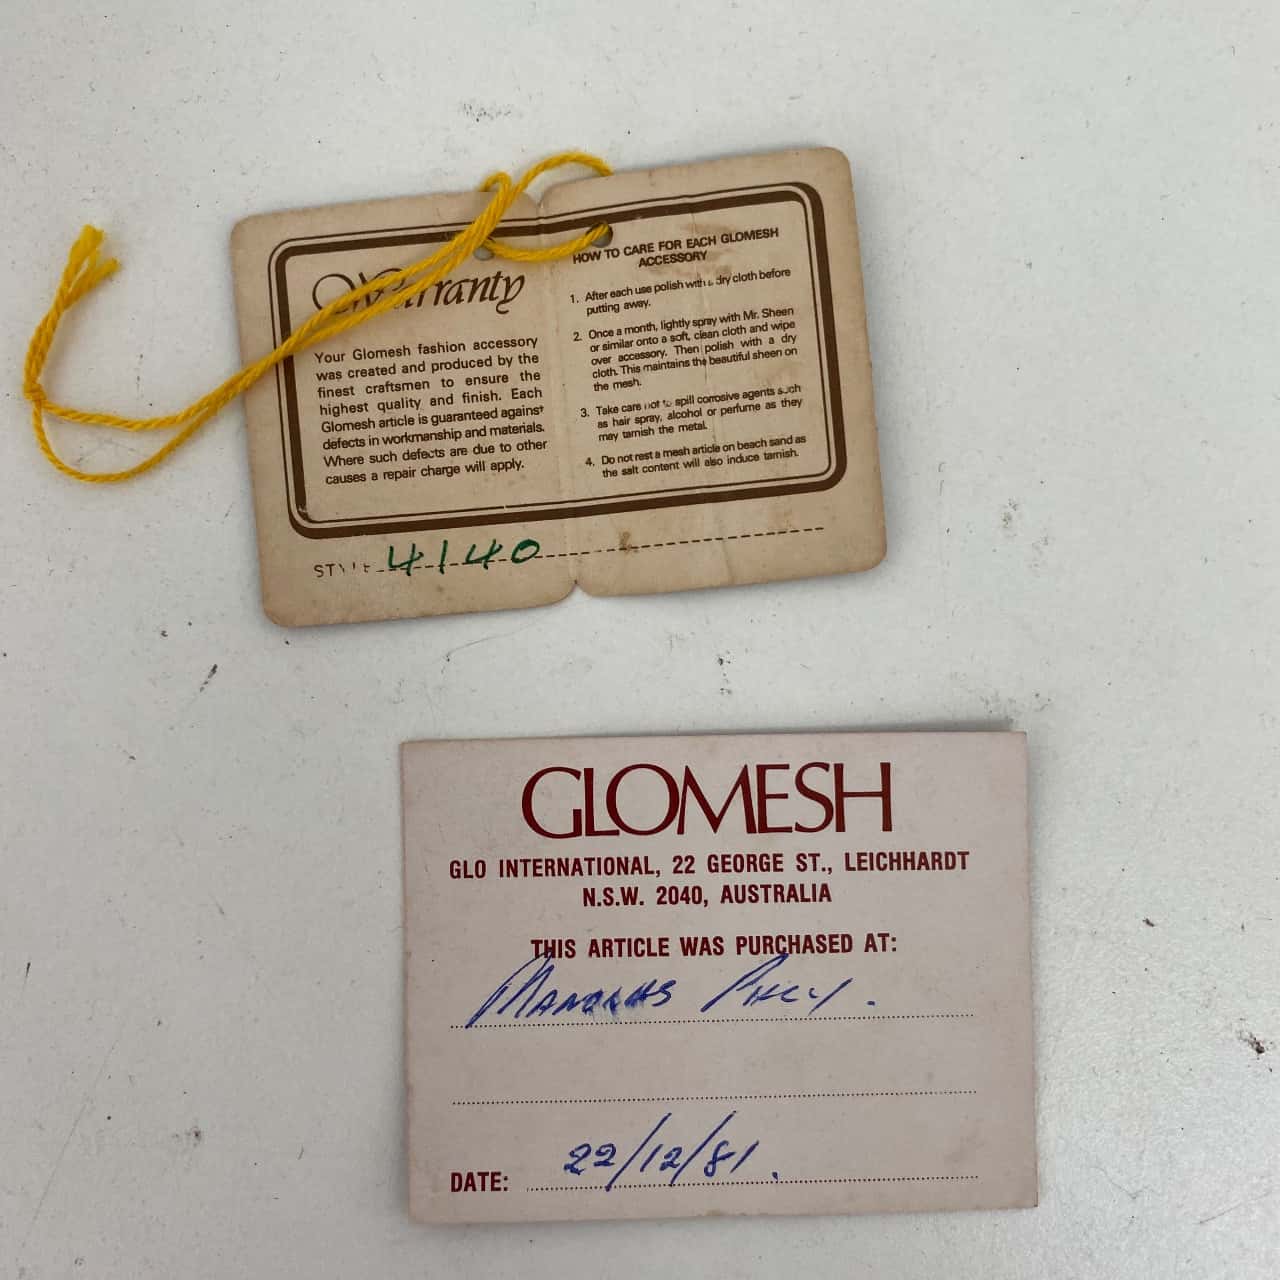 Warranty
Your Glomesh fashion accessory
was created and produced by the
finest craftsmen to ensure the
highest quality and finish. Each
Glomesh article is guaranteed against
defects in workmanship and materials.
Where such defects are due to other
causes a repair charge will apply.
HOW TO CARE FOR EACH GLOMESH
ACCESSORY
1. After each use polish with a dry cloth before
putting away.
2. Once a month, lightly spray with Mr. Sheen
or similar onto a soft, clean cloth and wipe
over accessory. Then polish with a dry
cloth. This maintains the beautiful sheen on
the mesh.
3. Take care not to spill corrosive agents such
as hair spray, alcohol or perfume as they
may tarnish the metal.
4. Do not rest a mesh article on beach sand as
the salt content will also induce tarnish.
STYLE 4140
GLOMESH
GLO INTERNATIONAL, 22 GEORGE ST., LEICHHARDT
N.S.W. 2040, AUSTRALIA
THIS ARTICLE WAS PURCHASED AT:
DATE: 22/12/81.